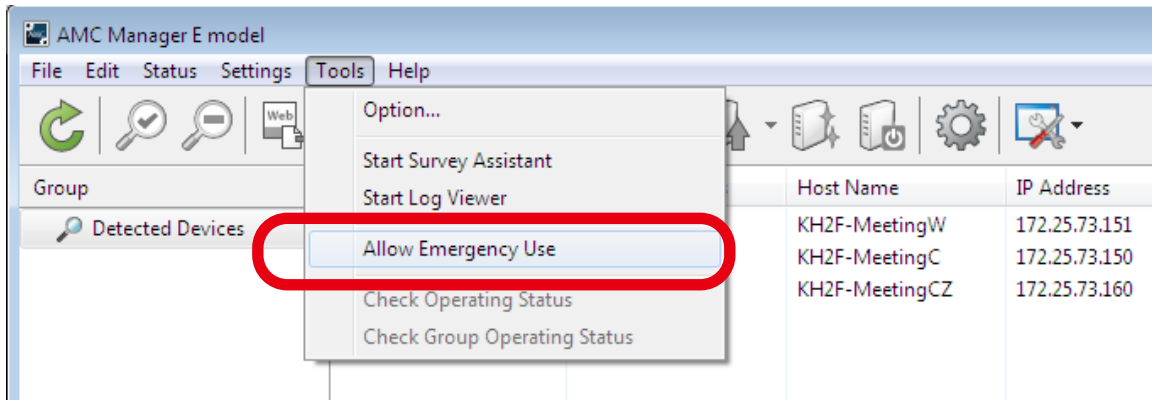 AMC Manager E model
File Edit Status Settings Tools Help
Web
Option...
Start Survey Assistant
Start Log Viewer
Allow Emergency Use
Check Operating Status
Check Group Operating Status
Group
Detected Devices
Host Name IP Address
KH2F-MeetingW 172.25.73.151
KH2F-MeetingC 172.25.73.150
KH2F-MeetingCZ 172.25.73.160